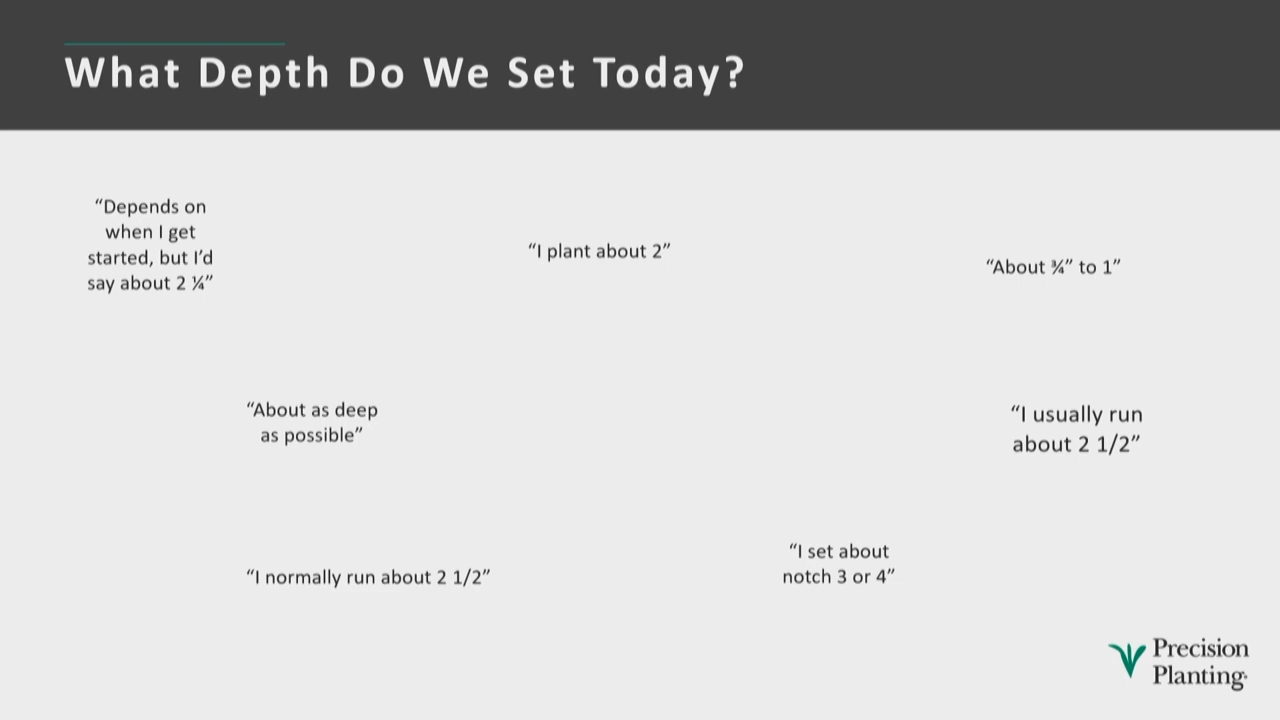 What Depth Do We Set Today?
“Depends on
when I get
started, but I’d
say about 2 ¼”
“I plant about 2”
“About ¾” to 1”
“About as deep
as possible”
“I usually run
about 2 1/2”
“I normally run about 2 1/2”
“I set about
notch 3 or 4”
Precision
Planting